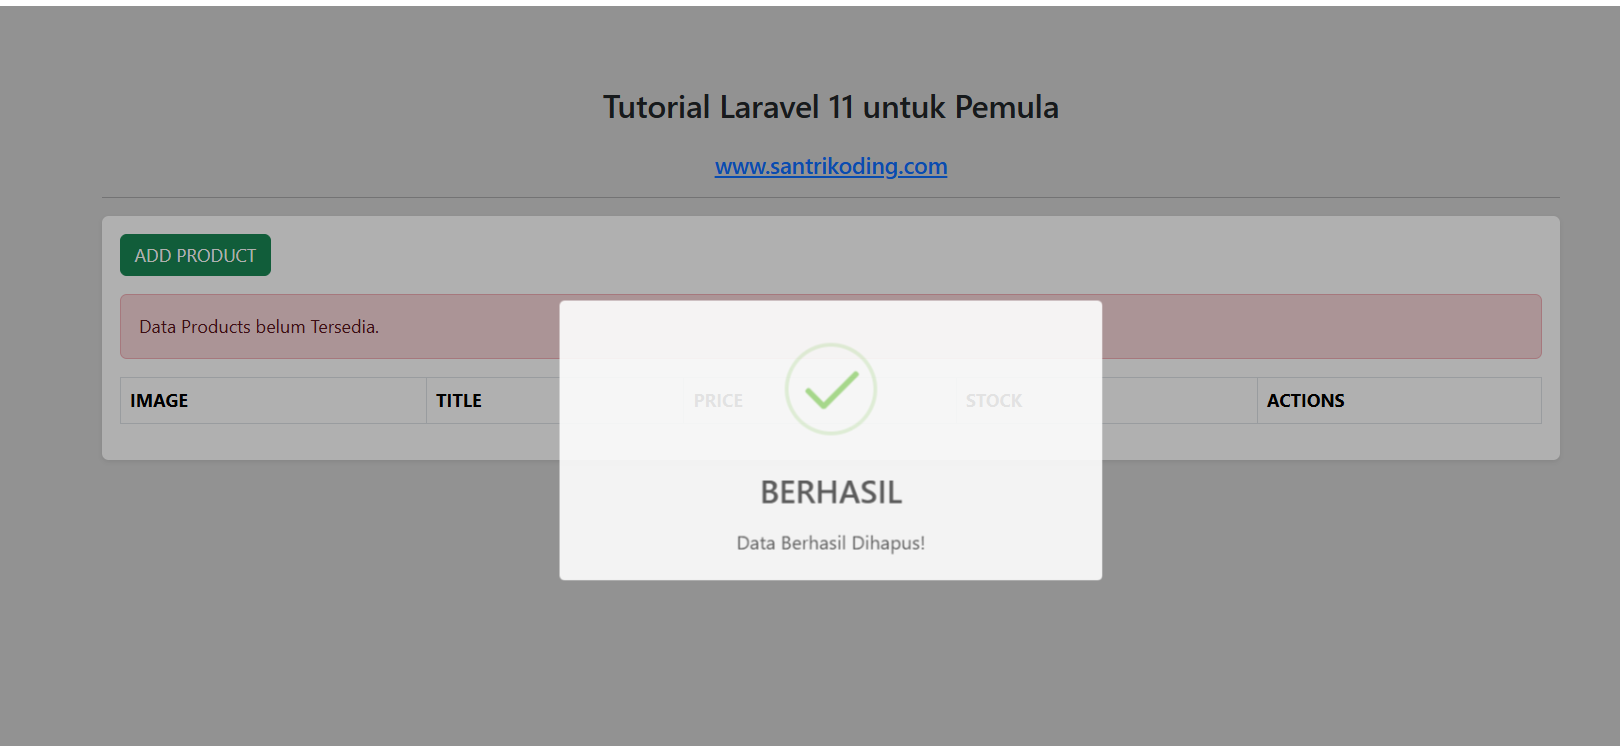 Tutorial Laravel 11 untuk Pemula
www.santrikoding.com
ADD PRODUCT
Data Products belum Tersedia.
IMAGE TITLE PRICE STOCK ACTIONS
BERHASIL
Data Berhasil Dihapus!